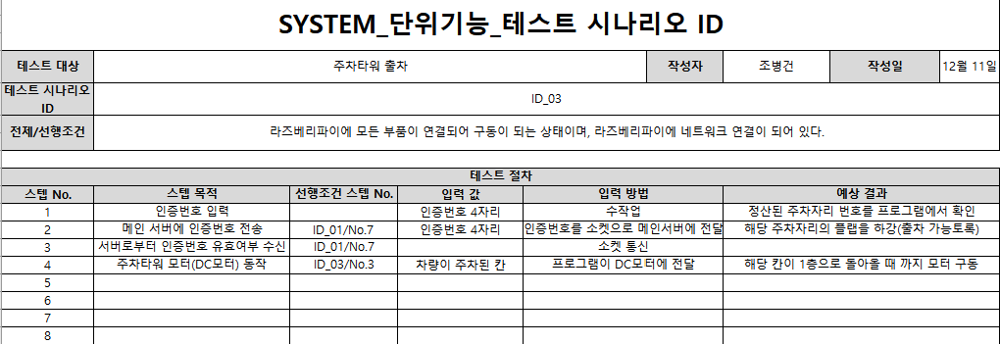 SYSTEM_단위기능_테스트 시나리오 ID
테스트 대상 주차타워 출차 작성자 조병건 작성일 12월 11일
테스트 시나리오
ID
ID_03
전제/선행조건 라즈베리파이에 모든 부품이 연결되어 구동이 되는 상태이며, 라즈베리파이에 네트워크 연결이 되어 있다.
테스트 절차
스텝 No. 스텝 목적 선행조건 스텝 No. 입력 값 입력 방법 예상 결과
1 인증번호 입력 인증번호 4자리 수작업 정산된 주차자리 번호를 프로그램에서 확인
2 메인 서버에 인증번호 전송 ID_01/No.7 인증번호 4자리 인증번호를 소켓으로 메인서버에 전달 해당 주차자리의 플랩을 하강(출차 가능토록)
3 서버로부터 인증번호 유효여부 수신 ID_01/No.7 소켓 통신
4 주차타워 모터(DC모터) 동작 ID_03/No.3 차량이 주차된 칸 프로그램이 DC모터에 전달 해당 칸이 1층으로 돌아올 때 까지 모터 구동
5
6
7
8